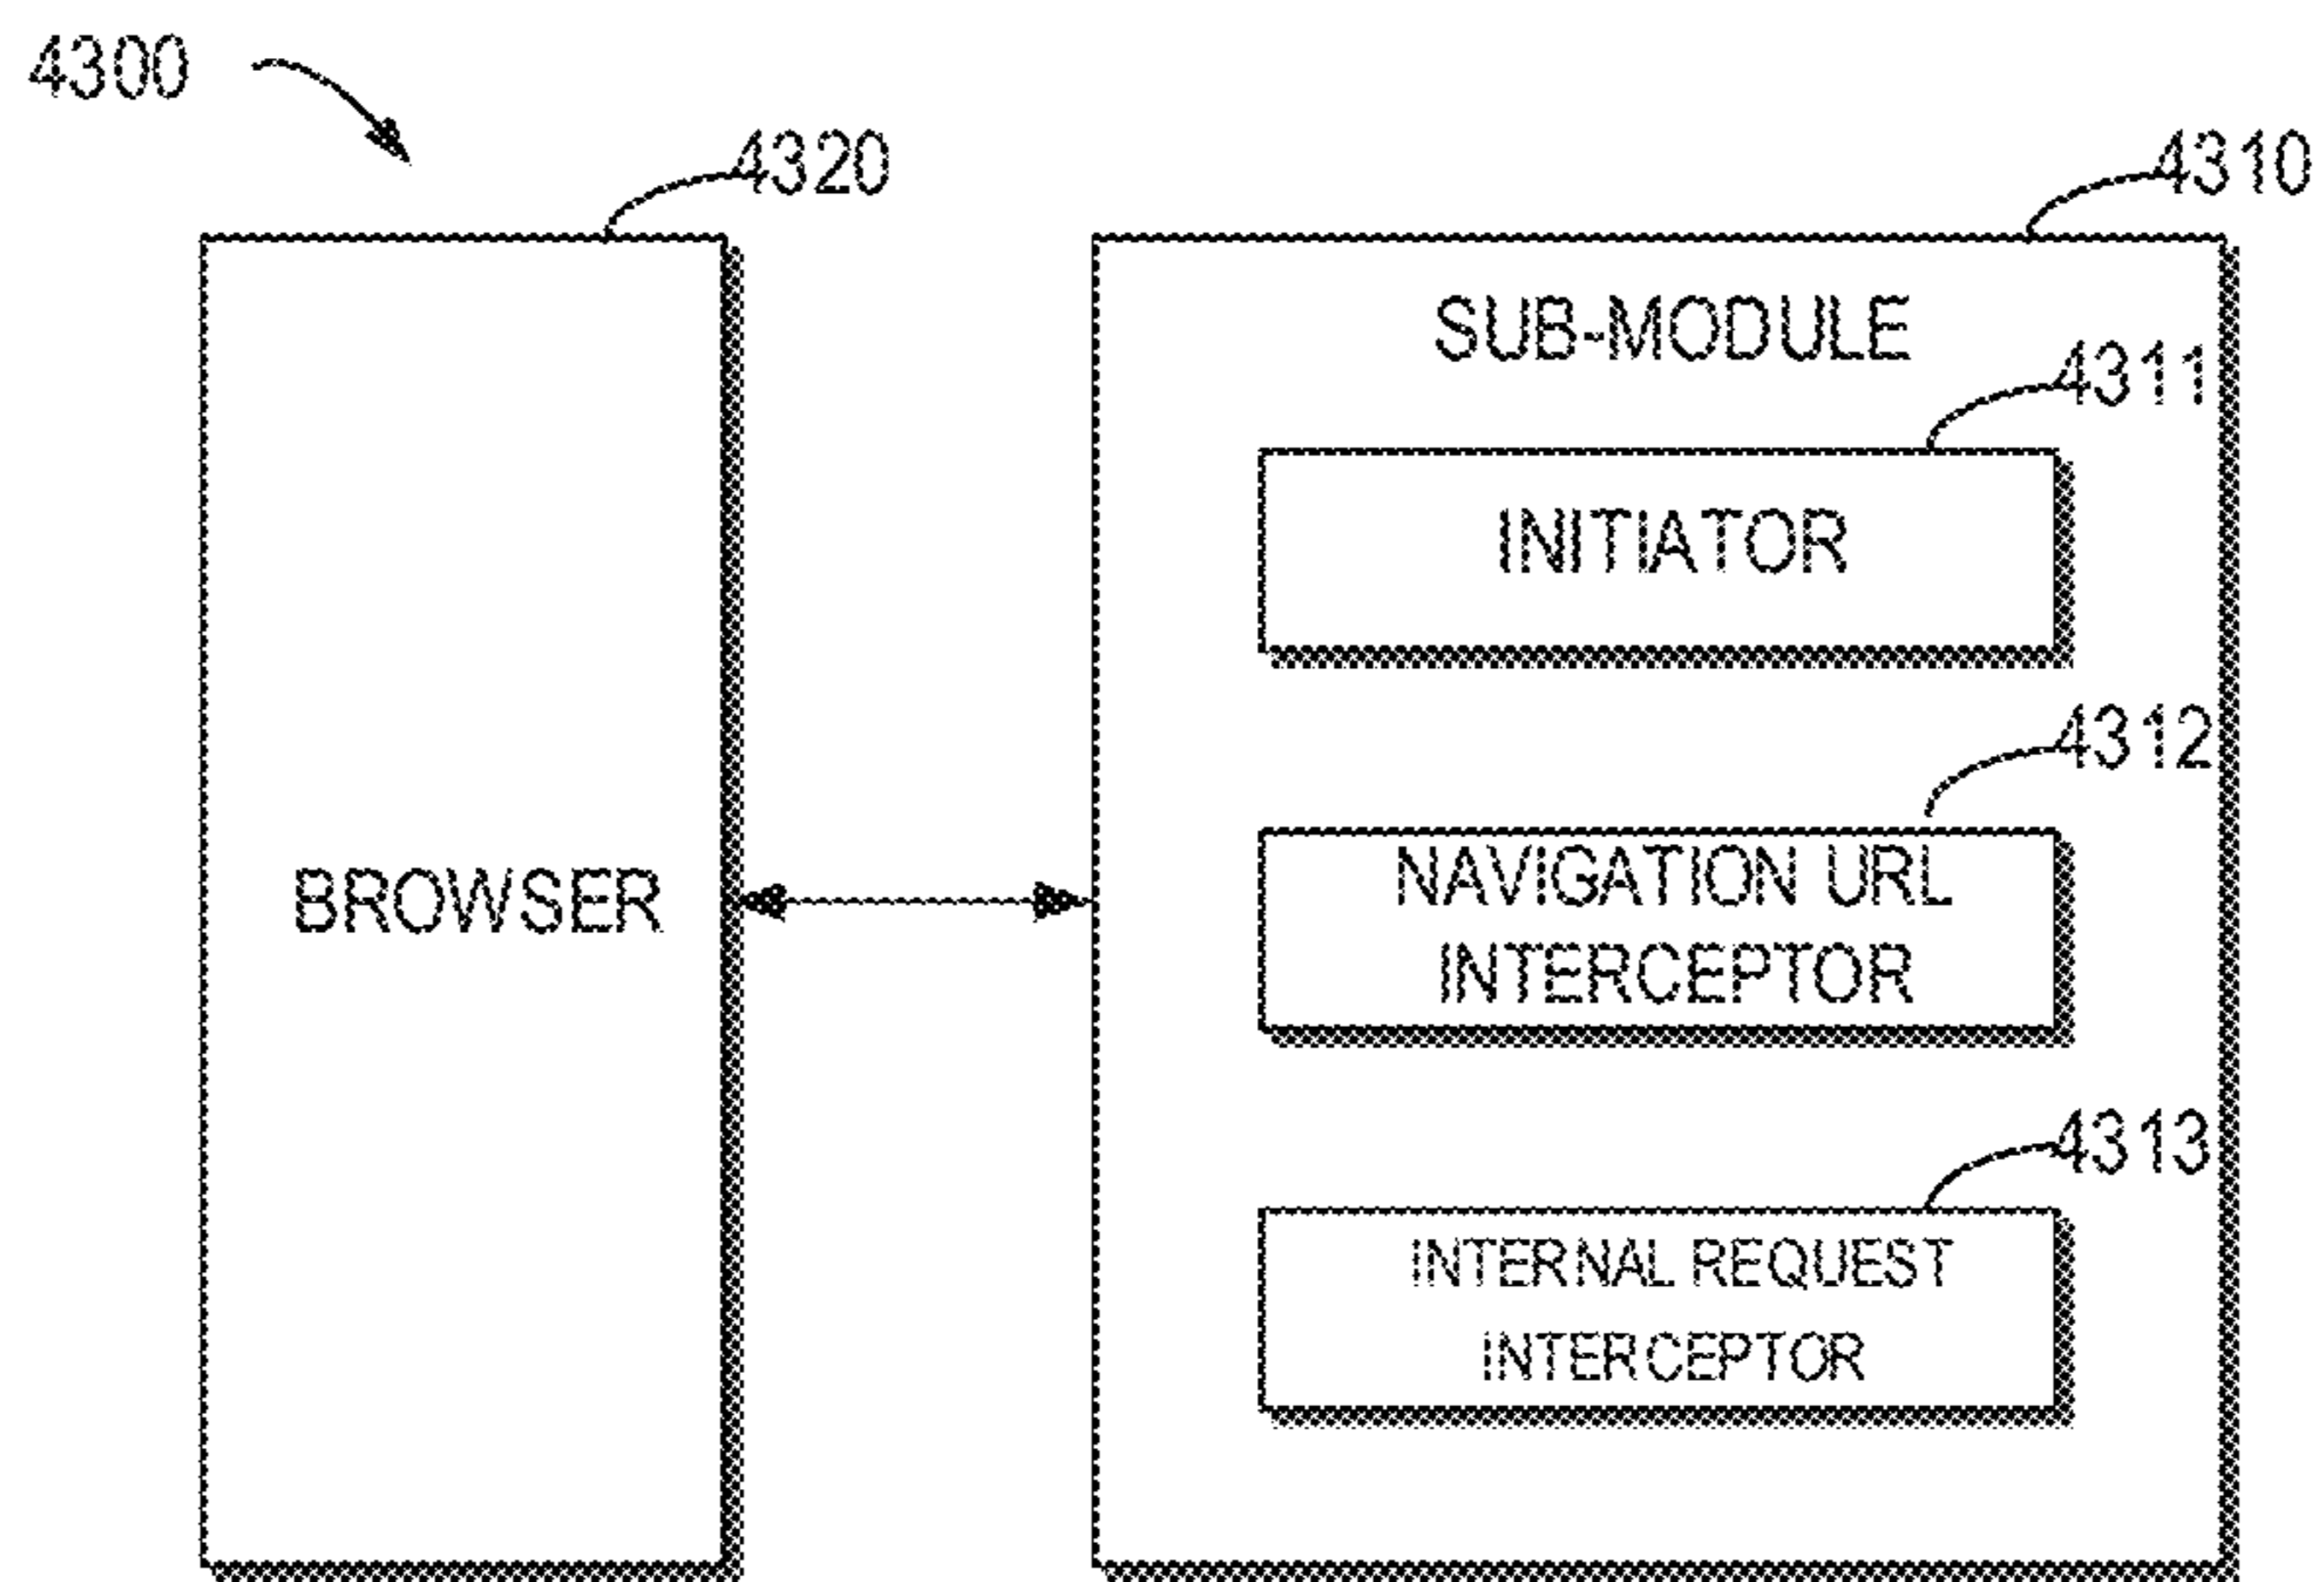 4300
4320
4310
SUB-MODULE
4311
INITIATOR
4312
NAVIGATION URL
INTERCEPTOR
BROWSER
4313
INTERNAL REQUEST
INTERCEPTOR